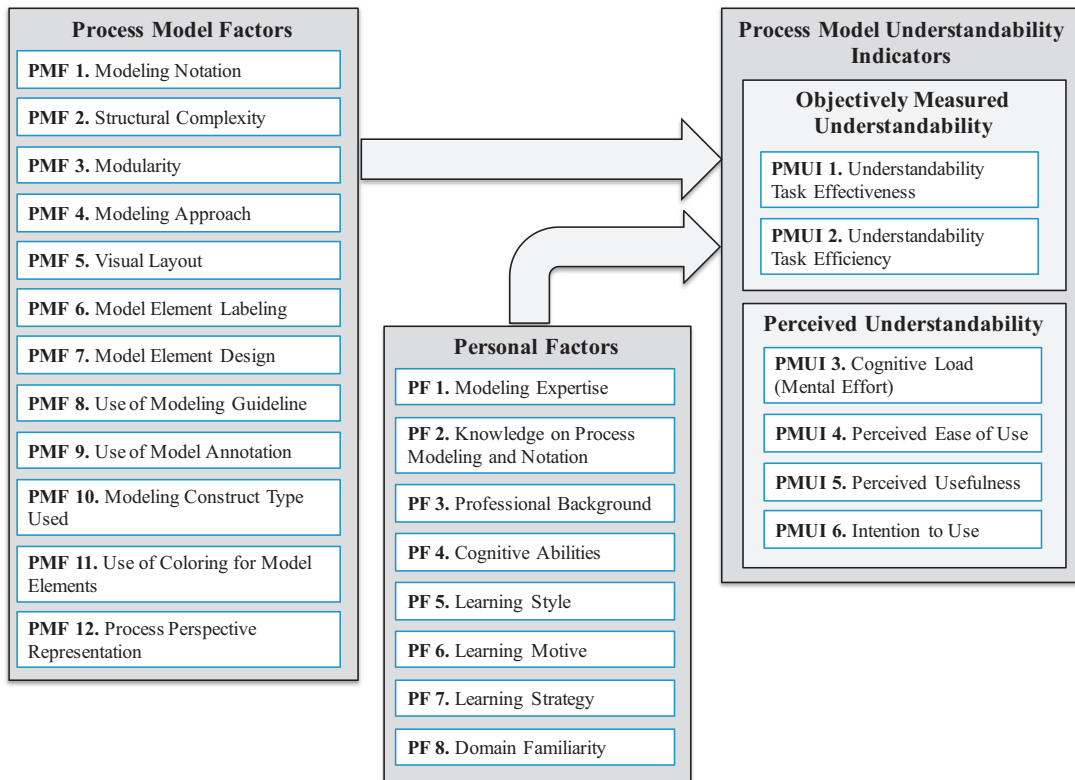 Process Model Factors
PMF 1. Modeling Notation
PMF 2. Structural Complexity
PMF 3. Modularity
PMF 4. Modeling Approach
PMF 5. Visual Layout
PMF 6. Model Element Labeling
PMF 7. Model Element Design
PMF 8. Use of Modeling Guideline
PMF 9. Use of Model Annotation
PMF 10. Modeling Construct Type
Used
PMF 11. Use of Coloring for Model
Elements
PMF 12. Process Perspective
Representation
Personal Factors
PF 1. Modeling Expertise
PF 2. Knowledge on Process
Modeling and Notation
PF 3. Professional Background
PF 4. Cognitive Abilities
PF 5. Learning Style
PF 6. Learning Motive
PF 7. Learning Strategy
PF 8. Domain Familiarity
Process Model Understandability
Indicators
Objectively Measured
Understandability
PMUI 1. Understandability
Task Effectiveness
PMUI 2. Understandability
Task Efficiency
Perceived Understandability
PMUI 3. Cognitive Load
(Mental Effort)
PMUI 4. Perceived Ease of Use
PMUI 5. Perceived Usefulness
PMUI 6. Intention to Use